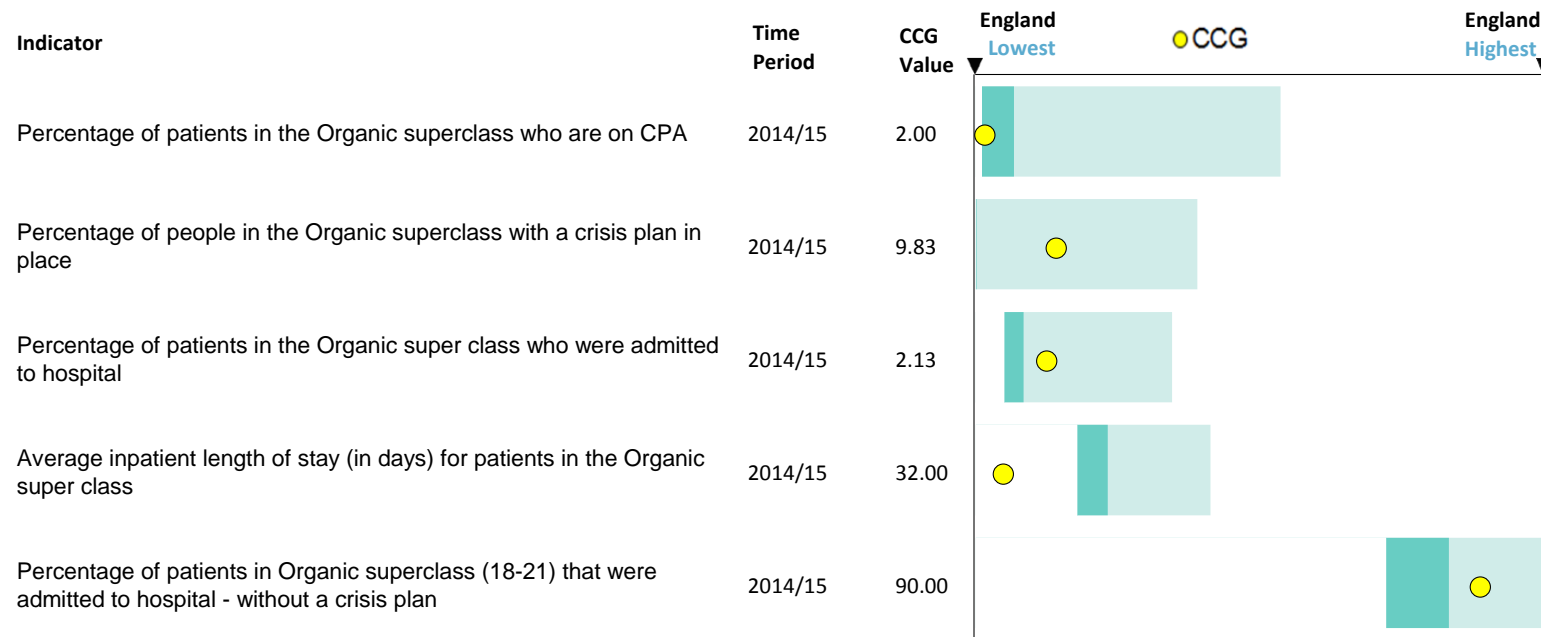 Indicator
Time
Period
CCG
Value
England
Lowest
CCG
England
Highest
Percentage of patients in the Organic superclass who are on CPA 2014/15 2.00
Percentage of people in the Organic superclass with a crisis plan in
place
2014/15 9.83
Percentage of patients in the Organic super class who were admitted
to hospital
2014/15 2.13
Average inpatient length of stay (in days) for patients in the Organic
super class
2014/15 32.00
Percentage of patients in Organic superclass (18-21) that were
admitted to hospital - without a crisis plan
2014/15 90.00